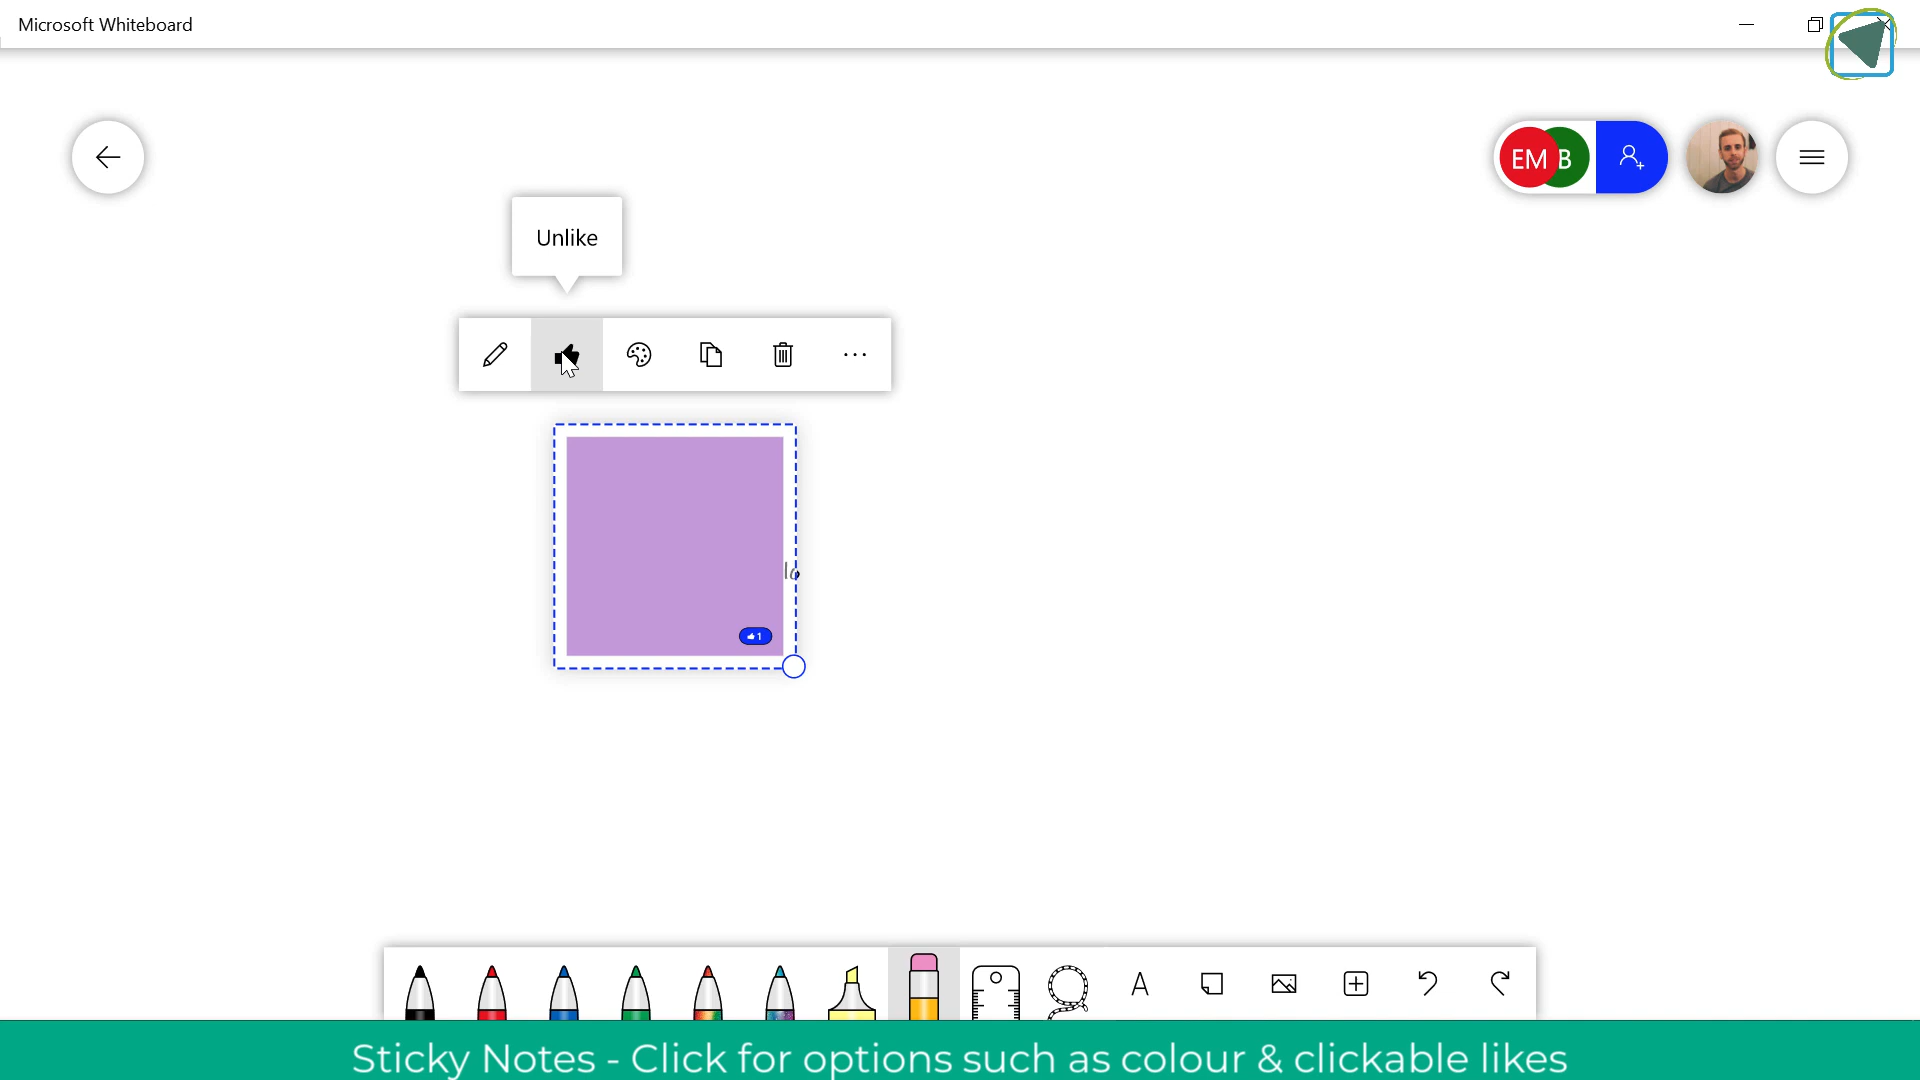 Microsoft Whiteboard
EM B
Unlike
1
A
Sticky Notes - Click for options such as colour & clickable likes